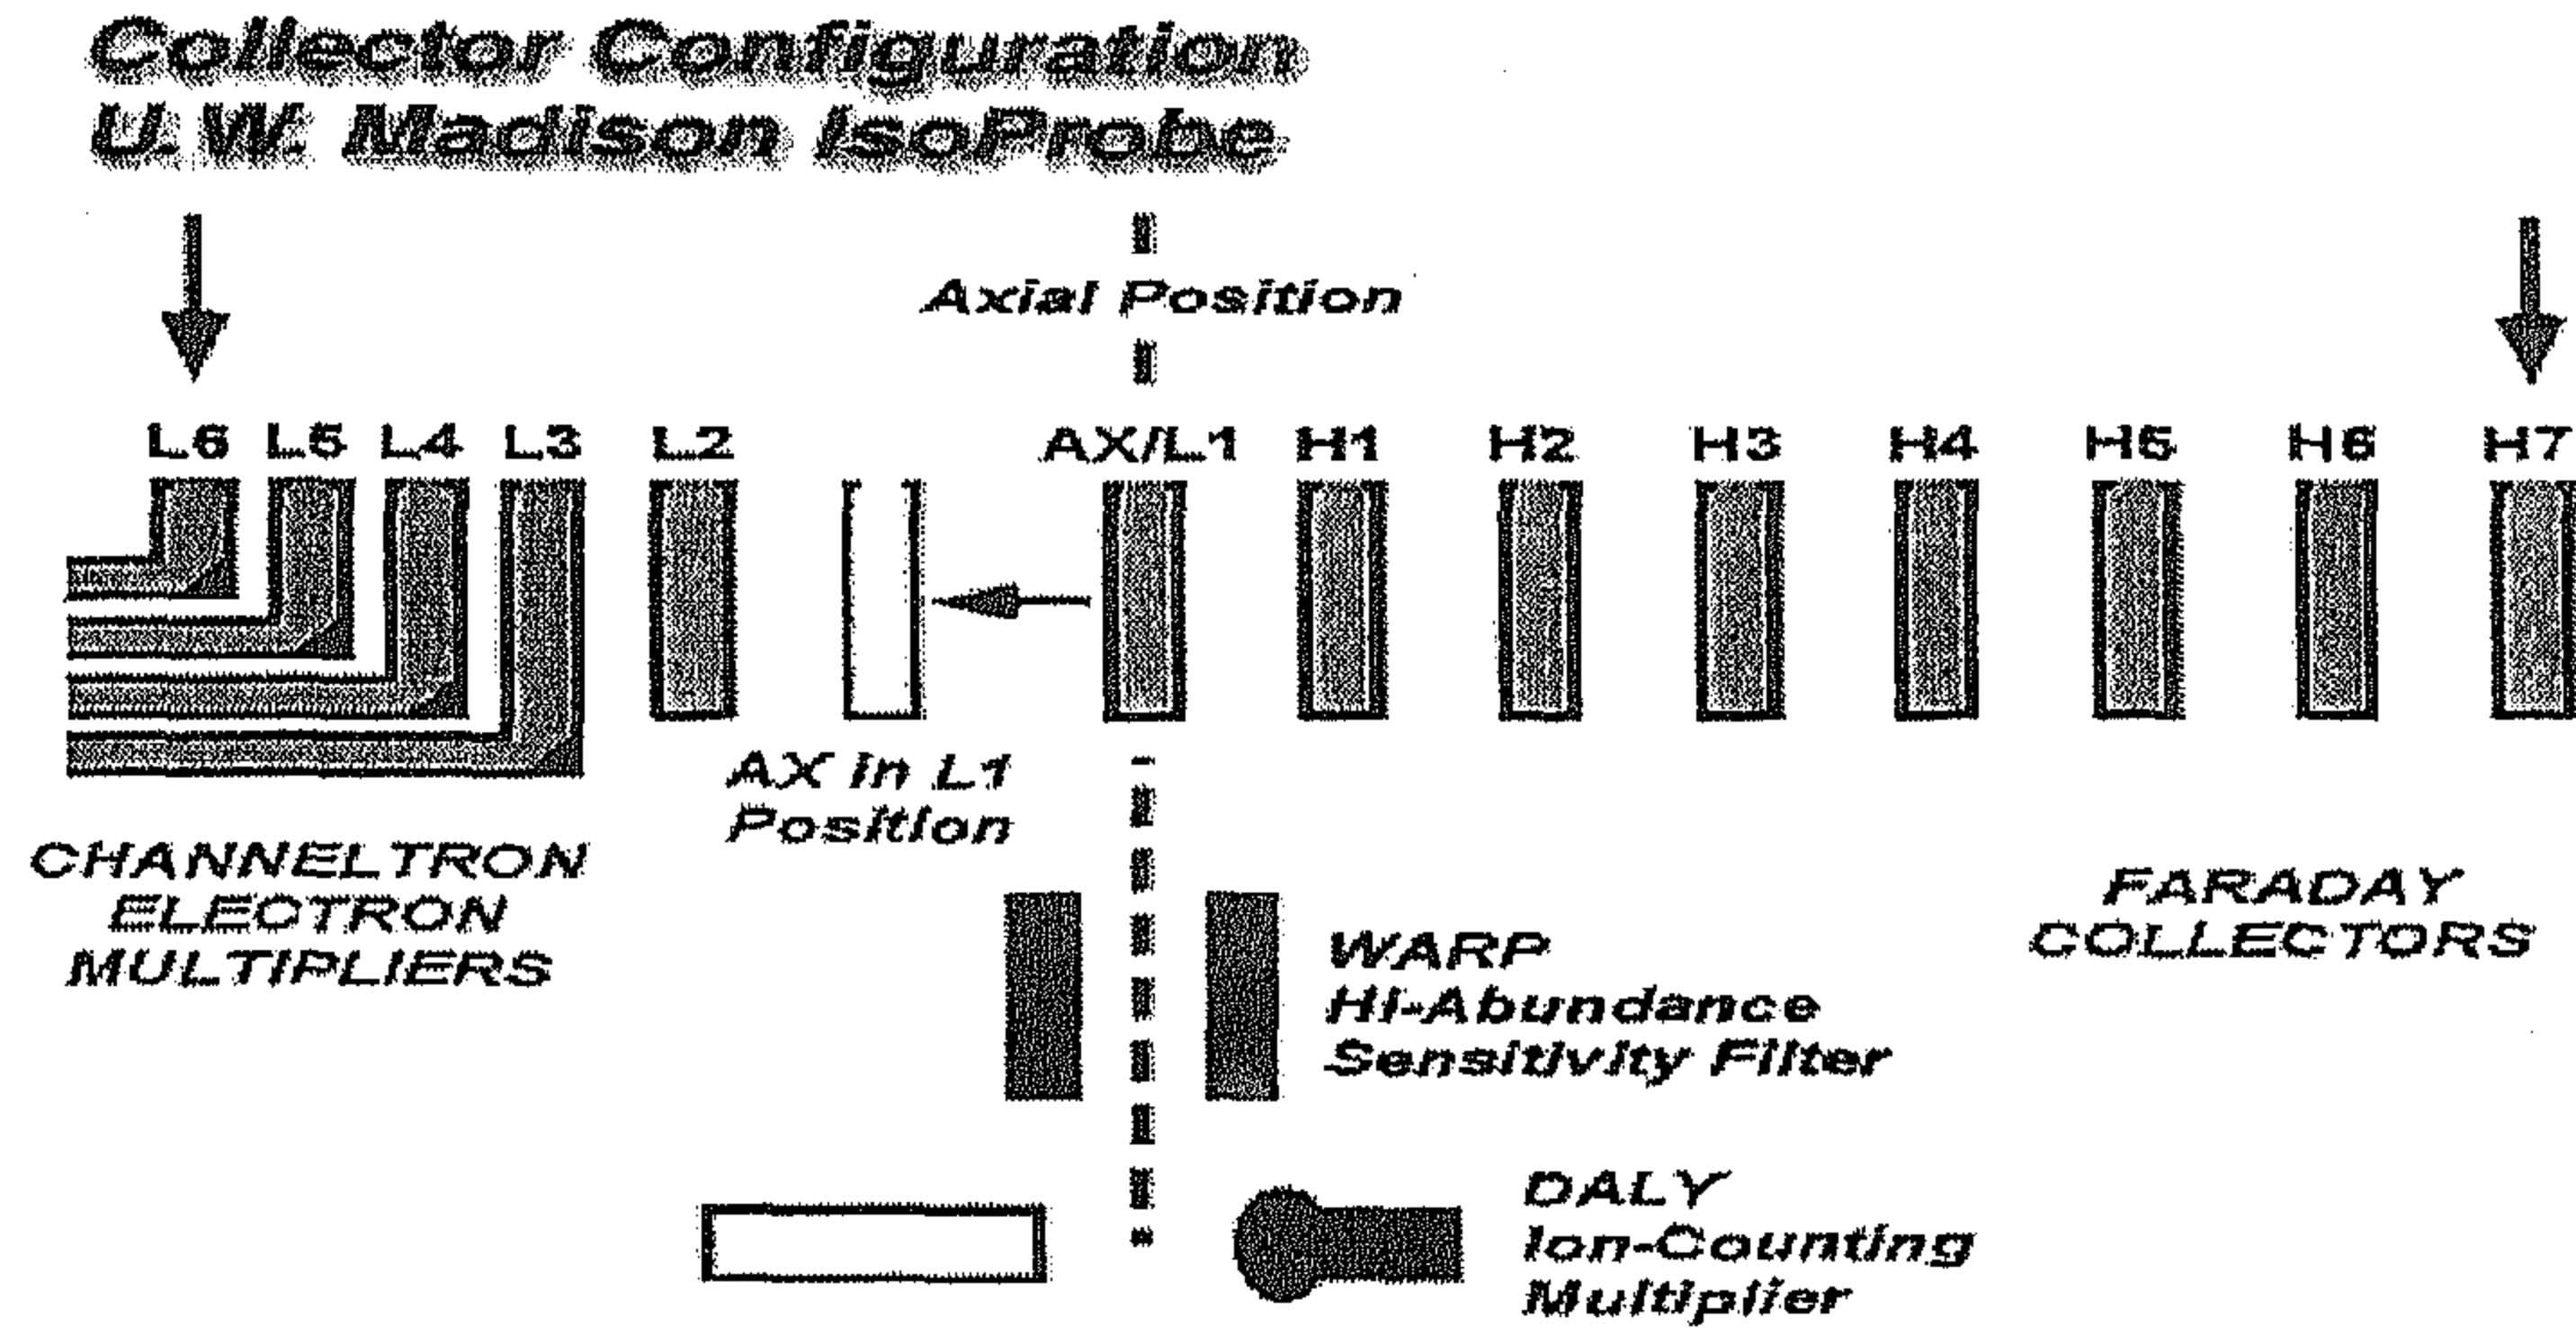 Collector Configuration
U.W. Madison IsoProbe
Axial Position
L6 L5 L4 L3 L2 AX/L1 H1 H2 H3 H4 H5 H6 H7
AX in L1
Position
CHANNELTRON
ELECTRON
MULTIPLIERS
WARP
Hi-Abundance
Sensitivity Filter
FARADAY
COLLECTORS
DALY
Ion-Counting
Multiplier